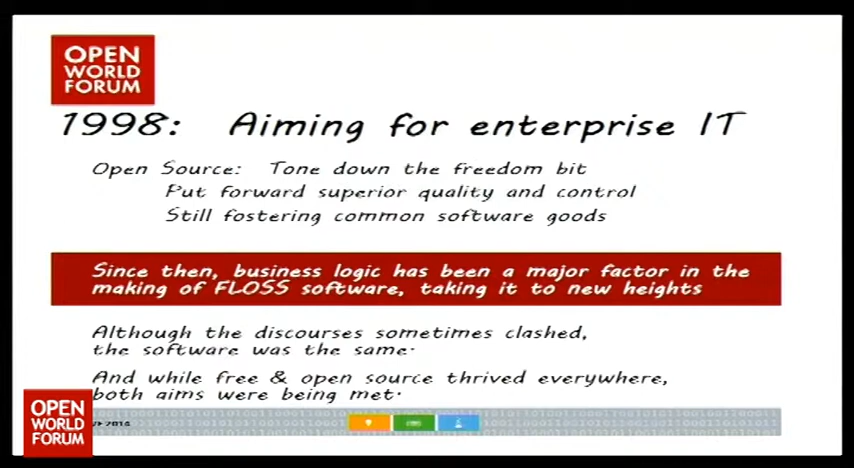 OPEN
WORLD
FORUM
1998: Aiming for enterprise IT
Open Source: Tone down the freedom bit
Put forward superior quality and control
Still fostering common software goods
Since then, business logic has been a major factor in the
making of FLOSS software, taking it to new heights
Although the discourses sometimes clashed,
the software was the same.
And while free & open source thrived everywhere,
both aims were being met.
OPEN
WORLD
FORUM
2014